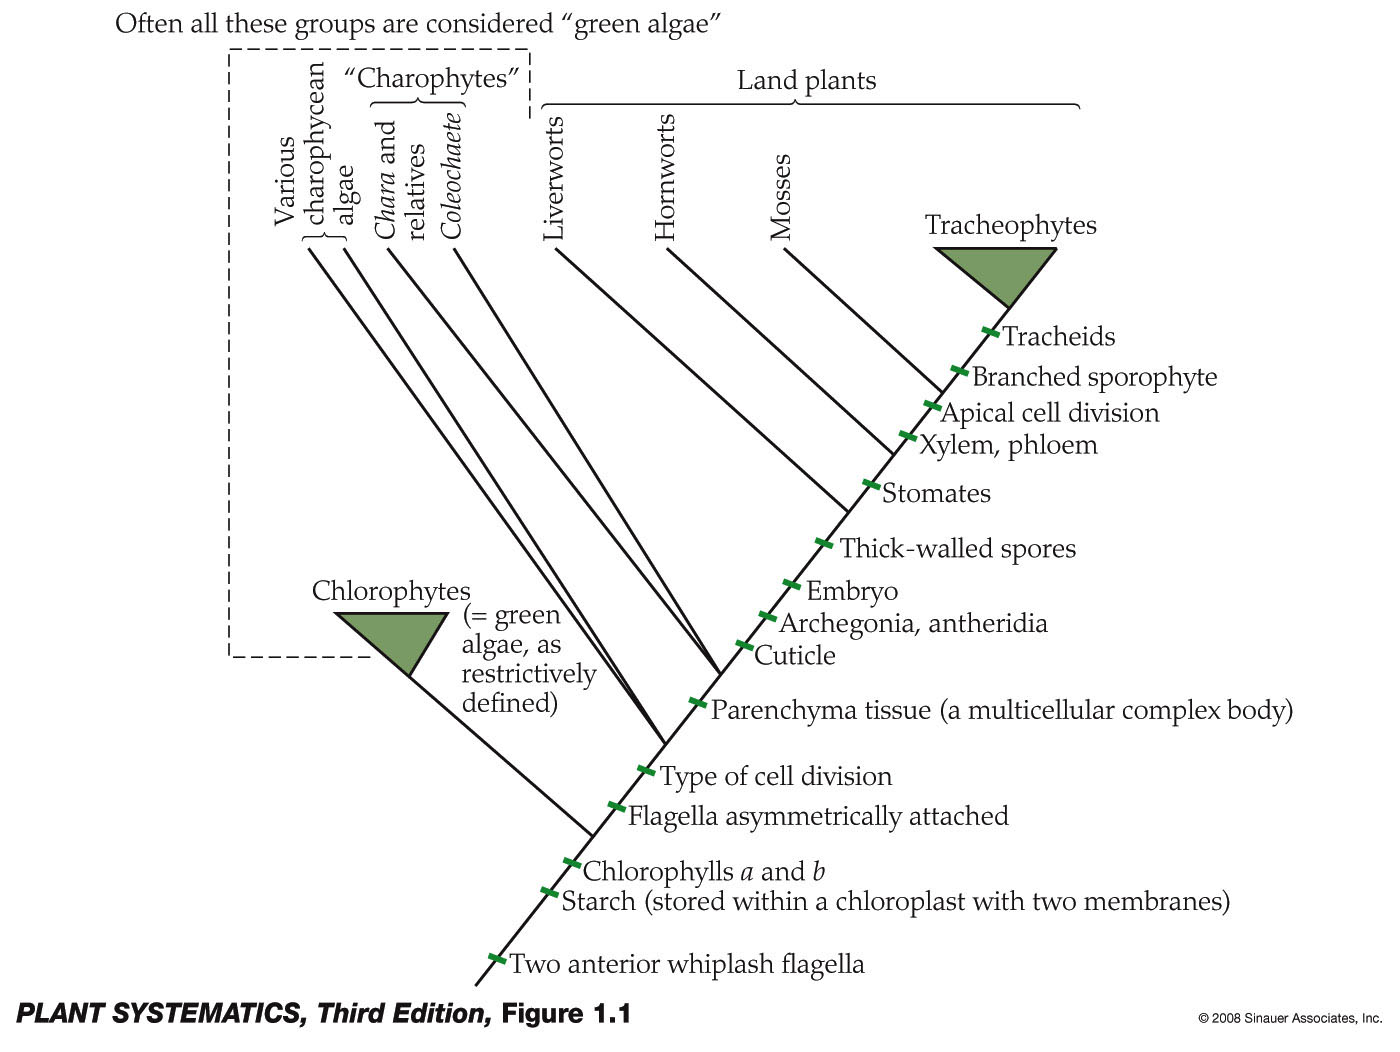 Often all these groups are considered “green algae”
“Charophytes”
Land plants
Various
charophycean
algae
Chara and
relatives
Coleochaete
Liverworts
Hornworts
Mosses
Tracheophytes
Tracheids
Branched sporophyte
Apical cell division
Xylem, phloem
Stomates
Thick-walled spores
Embryo
Archegonia, antheridia
Cuticle
Chlorophytes
(= green
algae, as
restrictively
defined)
Parenchyma tissue (a multicellular complex body)
Type of cell division
Flagella asymmetrically attached
Chlorophylls a and b
Starch (stored within a chloroplast with two membranes)
Two anterior whiplash flagella
PLANT SYSTEMATICS, Third Edition, Figure 1.1
© 2008 Sinauer Associates, Inc.